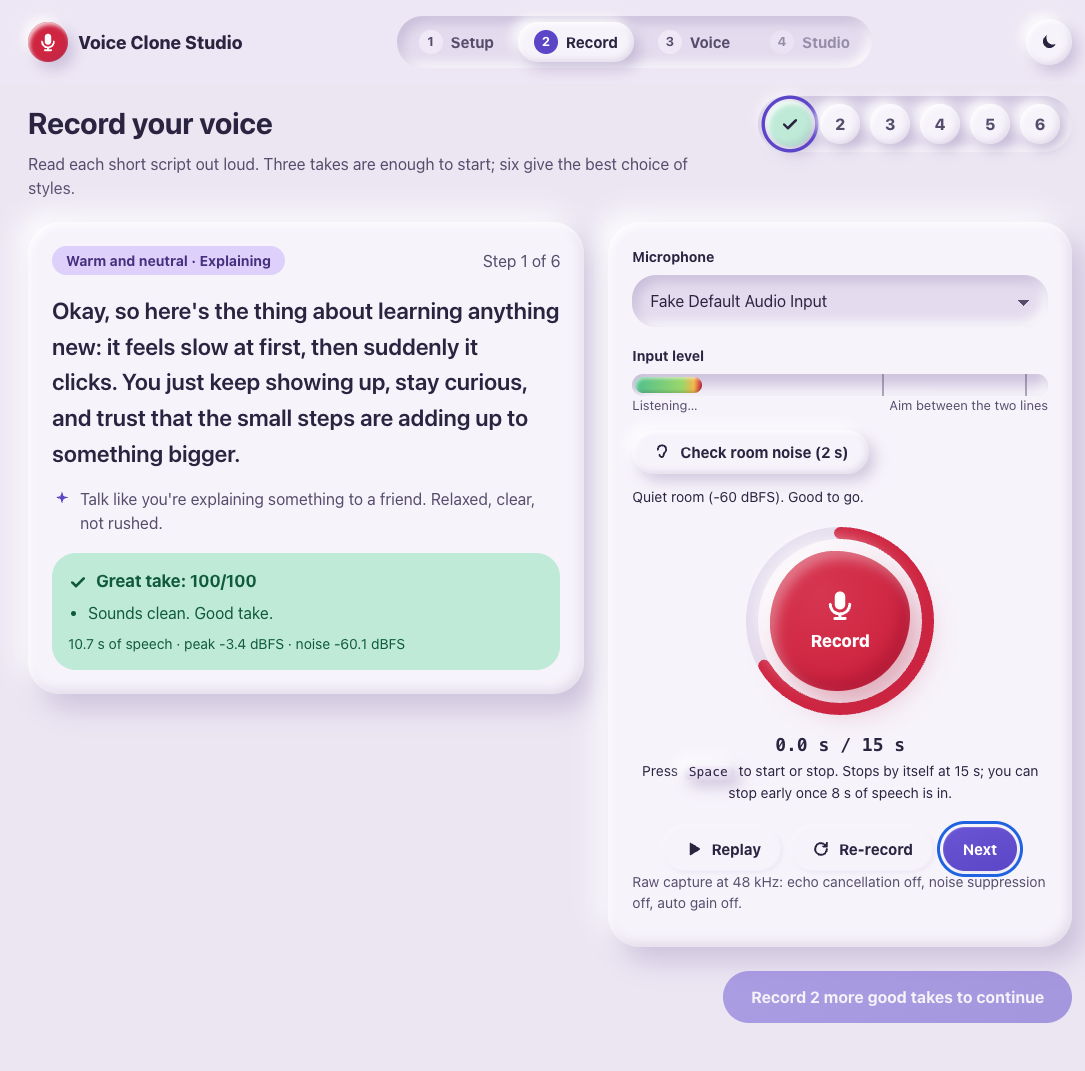 Voice Clone Studio
1 Setup
2 Record
3 Voice
4 Studio
Record your voice
Read each short script out loud. Three takes are enough to start; six give the best choice of
styles.
2 3 4 5 6
Warm and neutral · Explaining
Step 1 of 6
Okay, so here's the thing about learning anything
new: it feels slow at first, then suddenly it
clicks. You just keep showing up, stay curious,
and trust that the small steps are adding up to
something bigger.
Talk like you're explaining something to a friend. Relaxed, clear,
not rushed.
Great take: 100/100
• Sounds clean. Good take.
10.7 s of speech · peak -3.4 dBFS · noise -60.1 dBFS
Microphone
Fake Default Audio Input
Input level
Listening…
Aim between the two lines
Check room noise (2 s)
Quiet room (-60 dBFS). Good to go.
Record
0.0 s / 15 s
Press Space to start or stop. Stops by itself at 15 s; you can
stop early once 8 s of speech is in.
Replay
Re-record
Next
Raw capture at 48 kHz: echo cancellation off, noise suppression
off, auto gain off.
Record 2 more good takes to continue